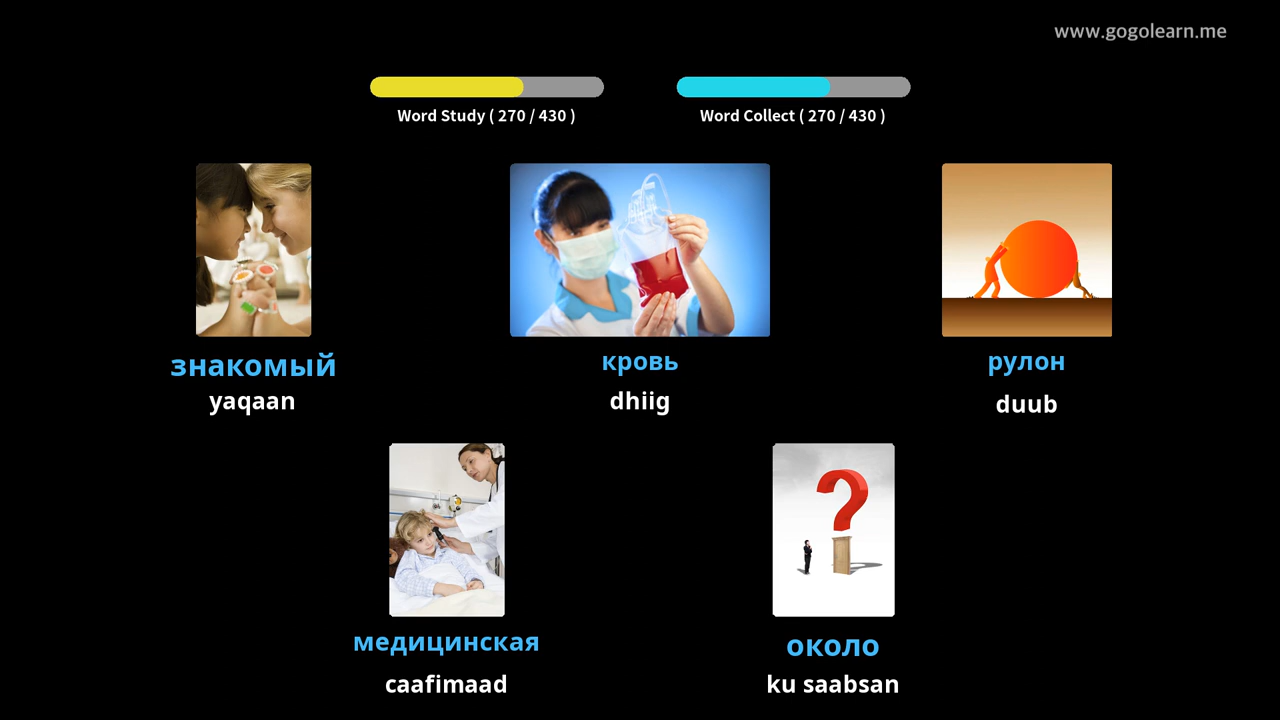 www.gogolearn.me
Word Study ( 270 / 430 )
Word Collect ( 270 / 430 )
знакомый
yaqaan
кровь
dhiig
рулон
duub
медицинская
caafimaad
около
ku saabsan